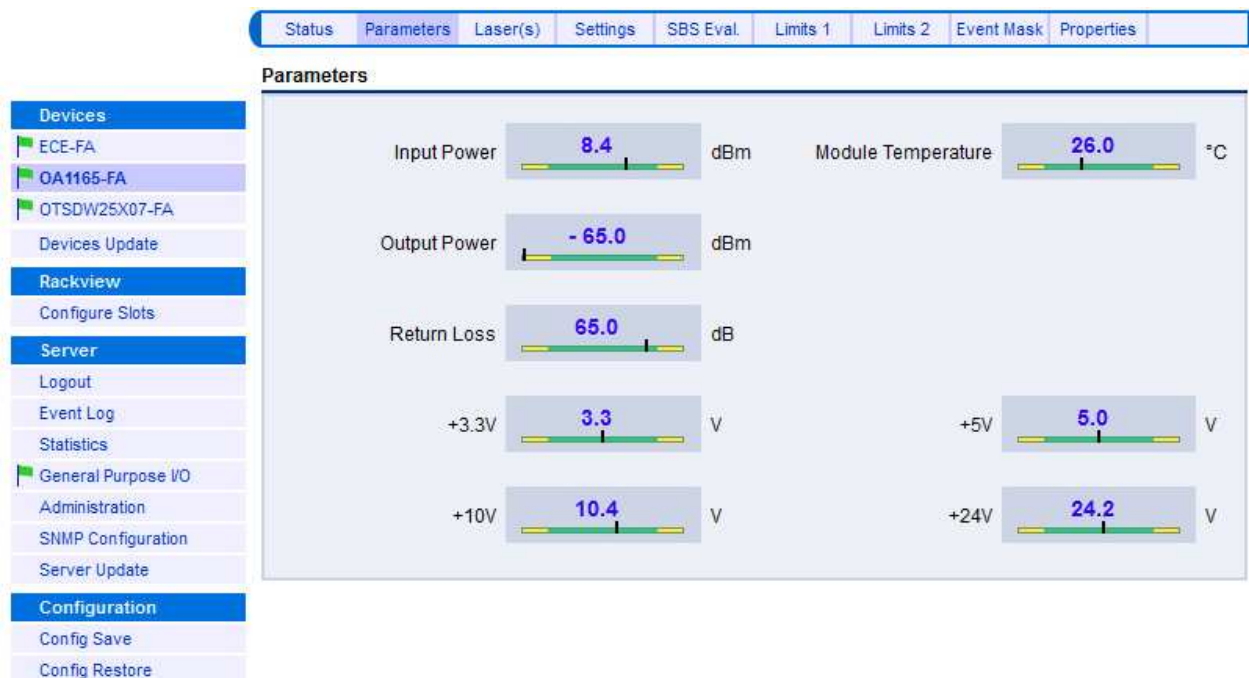 Status Parameters Laser(s) Settings SBS Eval. Limits 1 Limits 2 Event Mask Properties
Parameters
Devices
ECE-FA
OA1165-FA
OTSDW25X07-FA
Devices Update
Rackview
Configure Slots
Server
Logout
Event Log
Statistics
General Purpose I/O
Administration
SNMP Configuration
Server Update
Configuration
Config Save
Config Restore
Input Power 8.4 dBm Module Temperature 26.0 °C
Output Power - 65.0 dBm
Return Loss 65.0 dB
+3.3V 3.3 V +5V 5.0 V
+10V 10.4 V +24V 24.2 V